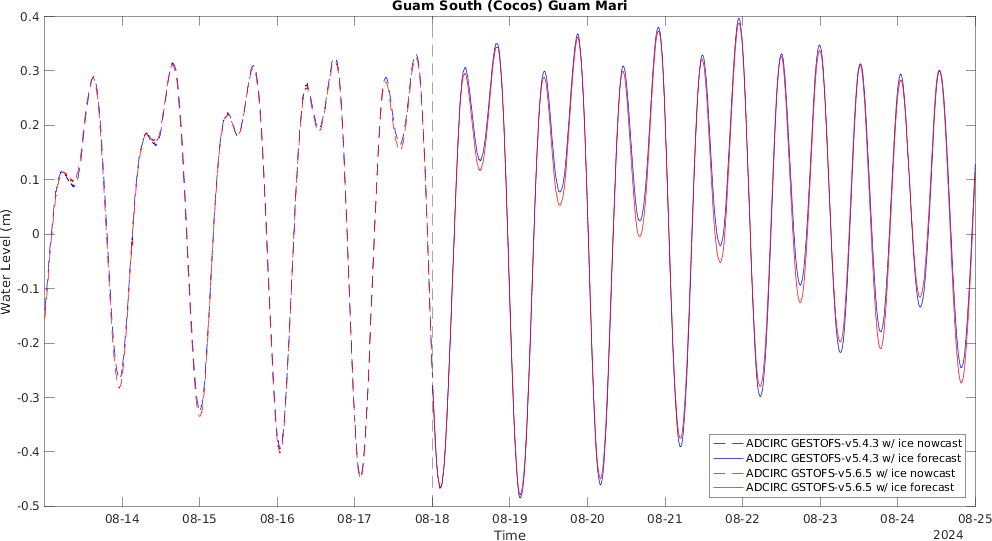 Guam South (Cocos) Guam Mari
0.4
0.3
0.2
0.1
0
-0.1
-0.2
-0.3
-0.4
-0.5
Water Level (m)
ADCIRC GESTOFS-v5.4.3 w/ ice nowcast
ADCIRC GESTOFS-v5.4.3 w/ ice forecast
ADCIRC GSTOFS-v5.6.5 w/ ice nowcast
ADCIRC GSTOFS-v5.6.5 w/ ice forecast
08-14 08-15 08-16 08-17 08-18 08-19 08-20 08-21 08-22 08-23 08-24 08-25
Time
2024